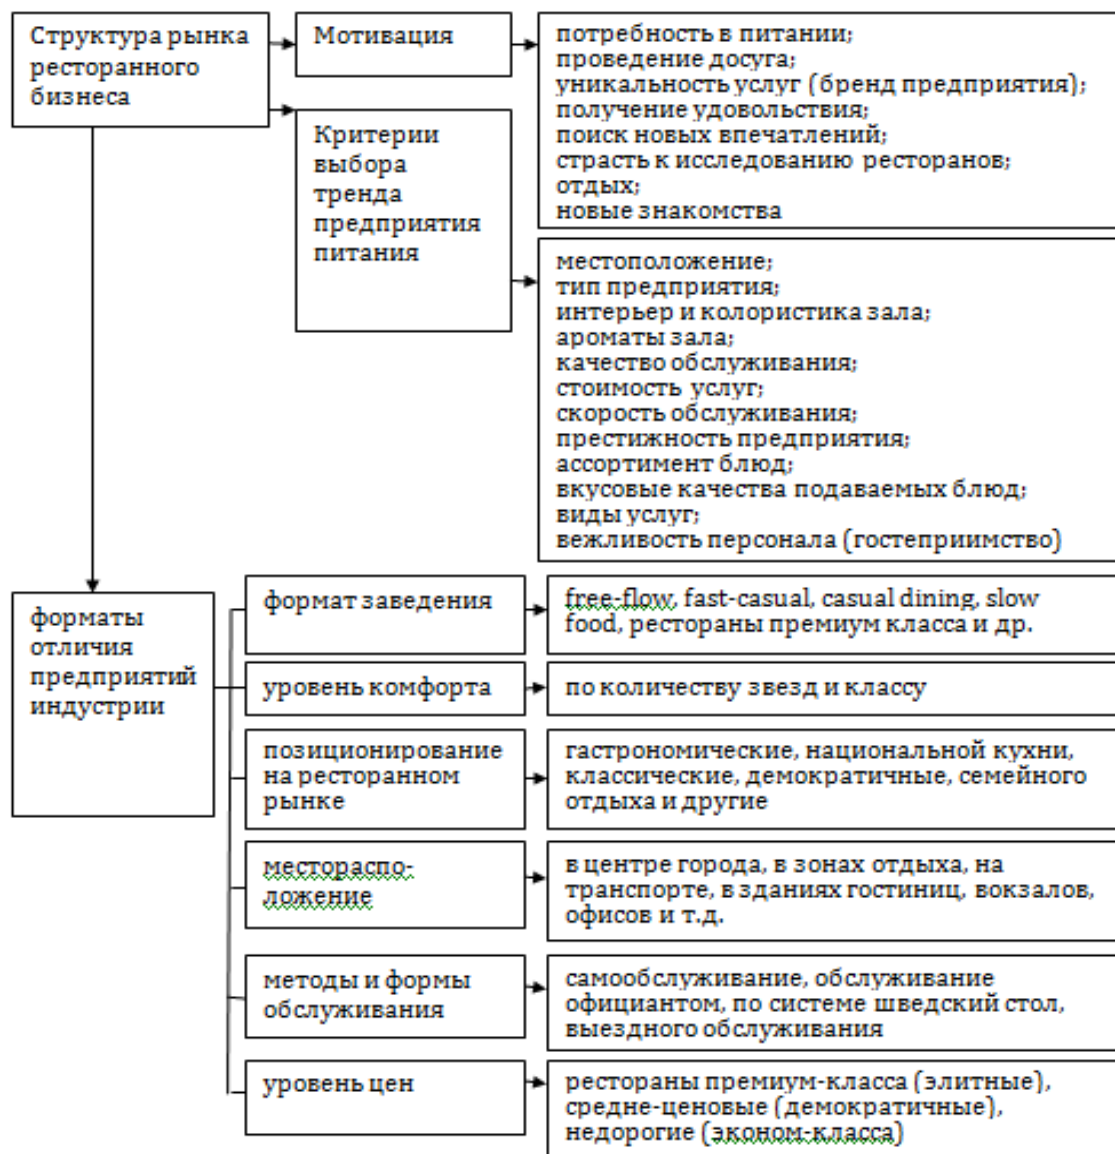 Структура рынка
ресторанного
бизнеса
Мотивация
потребность в питании;
проведение досуга;
уникальность услуг (бренд предприятия);
получение удовольствия;
поиск новых впечатлений;
страсть к исследованию ресторанов;
отдых;
новые знакомства
Критерии
выбора
тренда
предприятия
питания
местоположение;
тип предприятия;
интерьер и колористика зала;
ароматы зала;
качество обслуживания;
стоимость услуг;
скорость обслуживания;
престижность предприятия;
ассортимент блюд;
вкусовые качества подаваемых блюд;
виды услуг;
вежливость персонала (гостеприимство)
форматы
отличия
предприятий
индустрии
формат заведения
free-flow, fast-casual, casual dining, slow
food, рестораны премиум класса и др.
уровень комфорта
по количеству звезд и классу
позиционирование
на ресторанном
рынке
гастрономические, национальной кухни,
классические, демократичные, семейного
отдыха и другие
местораспо-
ложение
в центре города, в зонах отдыха, на
транспорте, в зданиях гостиниц, вокзалов,
офисов и т.д.
методы и формы
обслуживания
самообслуживание, обслуживание
официантом, по системе шведский стол,
выездного обслуживания
уровень цен
рестораны премиум-класса (элитные),
средне-ценовые (демократичные),
недорогие (эконом-класса)